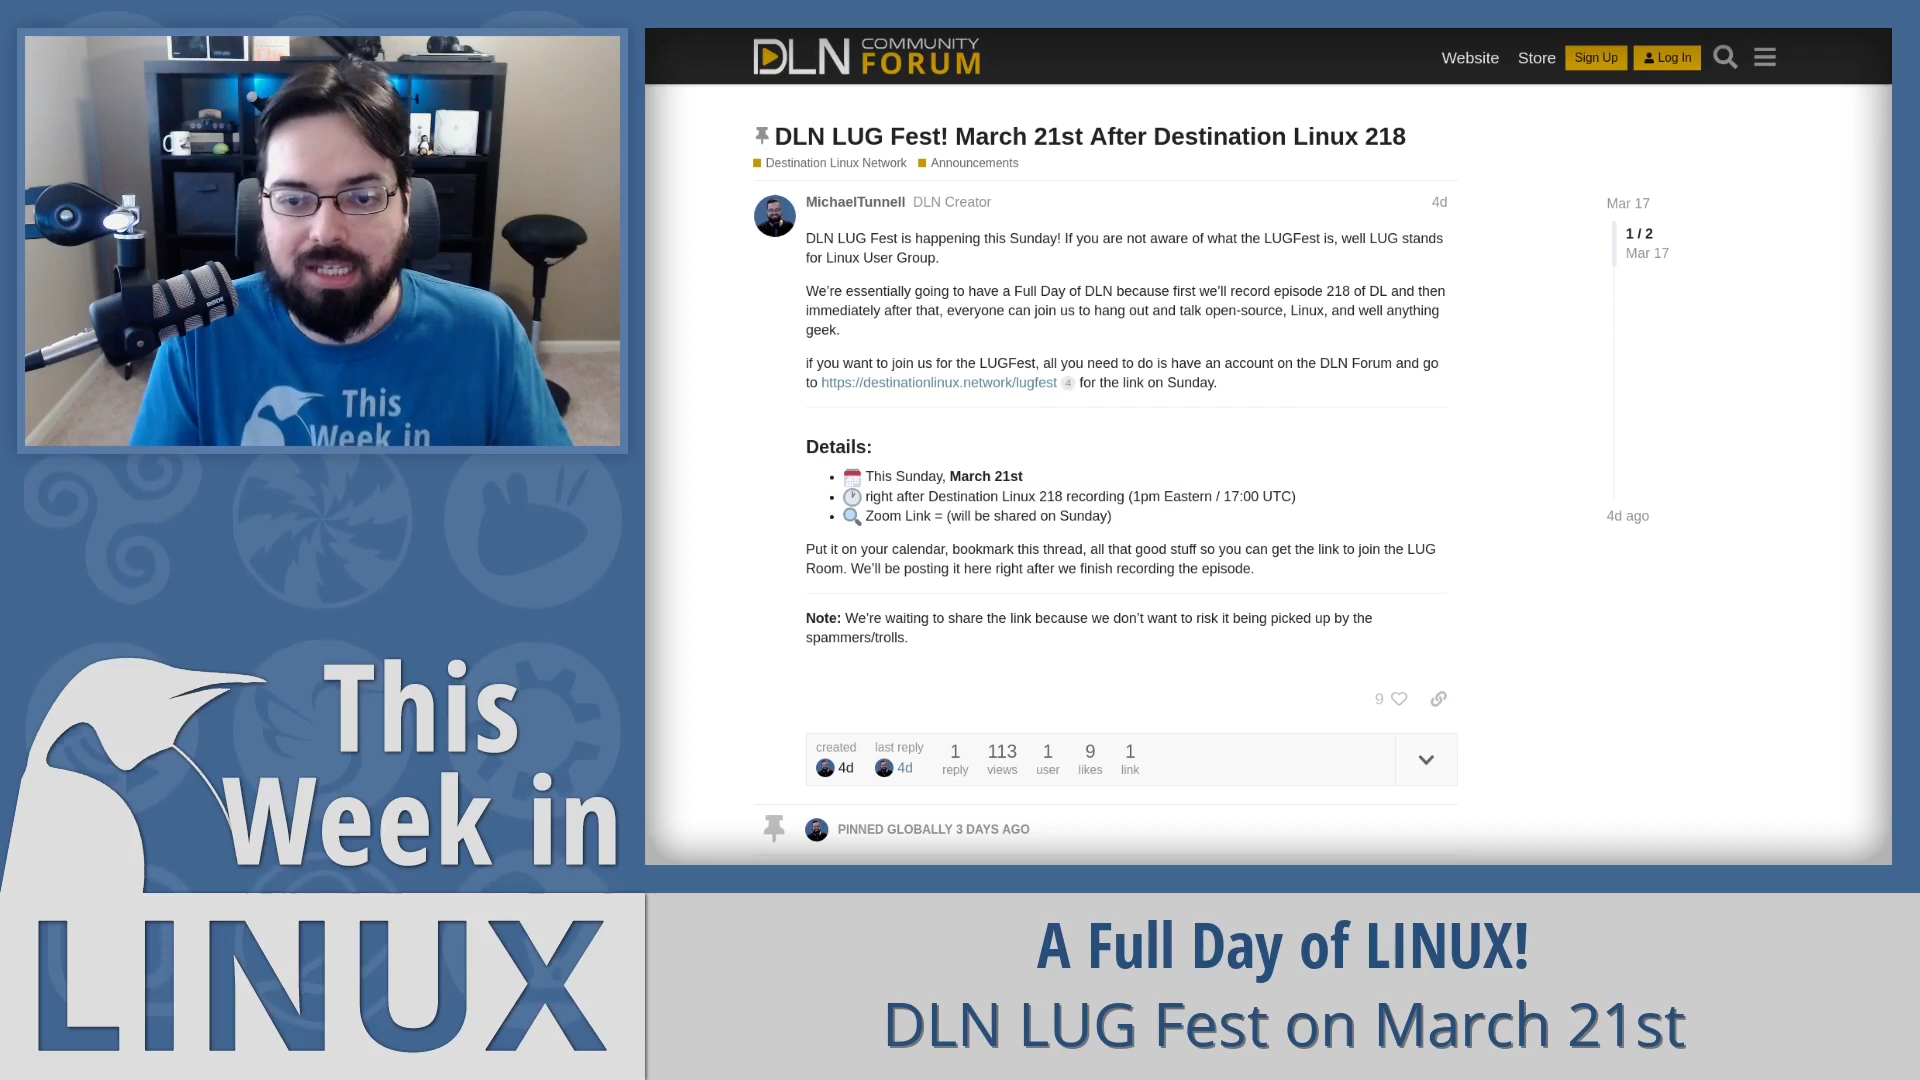 This
Week in
DLN COMMUNITY FORUM
Website Store Sign Up Log In
DLN LUG Fest! March 21st After Destination Linux 218
Destination Linux Network Announcements
MichaelTunnell DLN Creator 4d
DLN LUG Fest is happening this Sunday! If you are not aware of what the LUGFest is, well LUG stands
for Linux User Group.
We're essentially going to have a Full Day of DLN because first we'll record episode 218 of DL and then
immediately after that, everyone can join us to hang out and talk open-source, Linux, and well anything
geek.
if you want to join us for the LUGFest, all you need to do is have an account on the DLN Forum and go
to https://destinationlinux.network/lugfest 4 for the link on Sunday.
Details:
This Sunday, March 21st
right after Destination Linux 218 recording (1pm Eastern / 17:00 UTC)
Zoom Link = (will be shared on Sunday)
Put it on your calendar, bookmark this thread, all that good stuff so you can get the link to join the LUG
Room. We'll be posting it here right after we finish recording the episode.
Note: We're waiting to share the link because we don't want to risk it being picked up by the
spammers/trolls.
9
created last reply 1 113 1 9 1
4d 4d reply views user likes link
PINNED GLOBALLY 3 DAYS AGO
Mar 17
1 / 2
Mar 17
4d ago
This
Week in
LINUX
A Full Day of LINUX!
DLN LUG Fest on March 21st